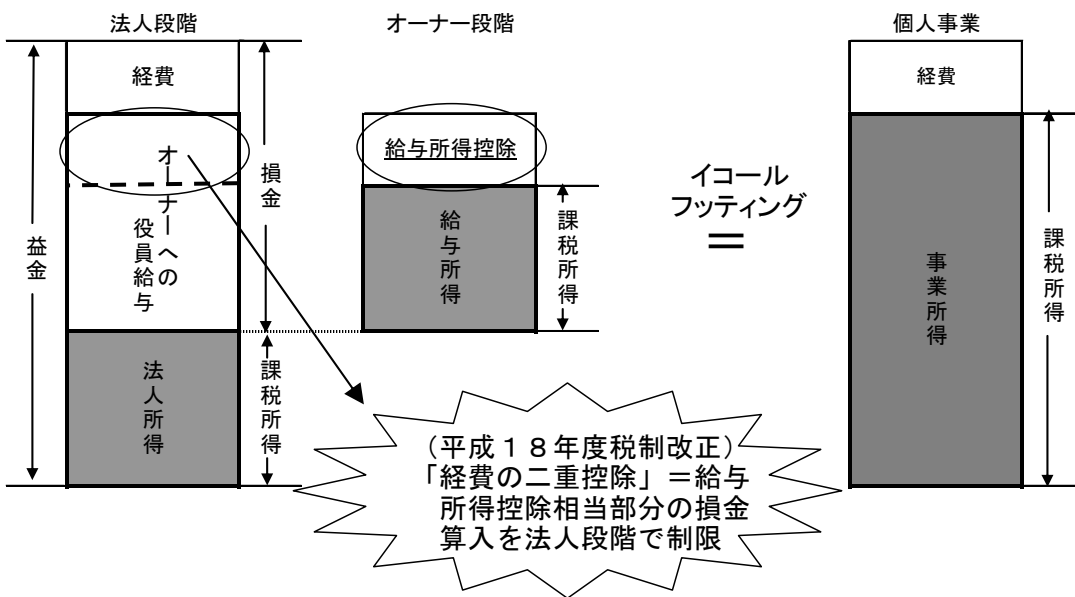 法人段階
オーナー段階
個人事業
経費
オーナーへの
役員給与
法人所得
益金
損金
課税所得
給与所得控除
給与所得
課税所得
イコール
フッティング
＝
経費
事業所得
課税所得
（平成１８年度税制改正）
「経費の二重控除」＝給与
所得控除相当部分の損金
算入を法人段階で制限